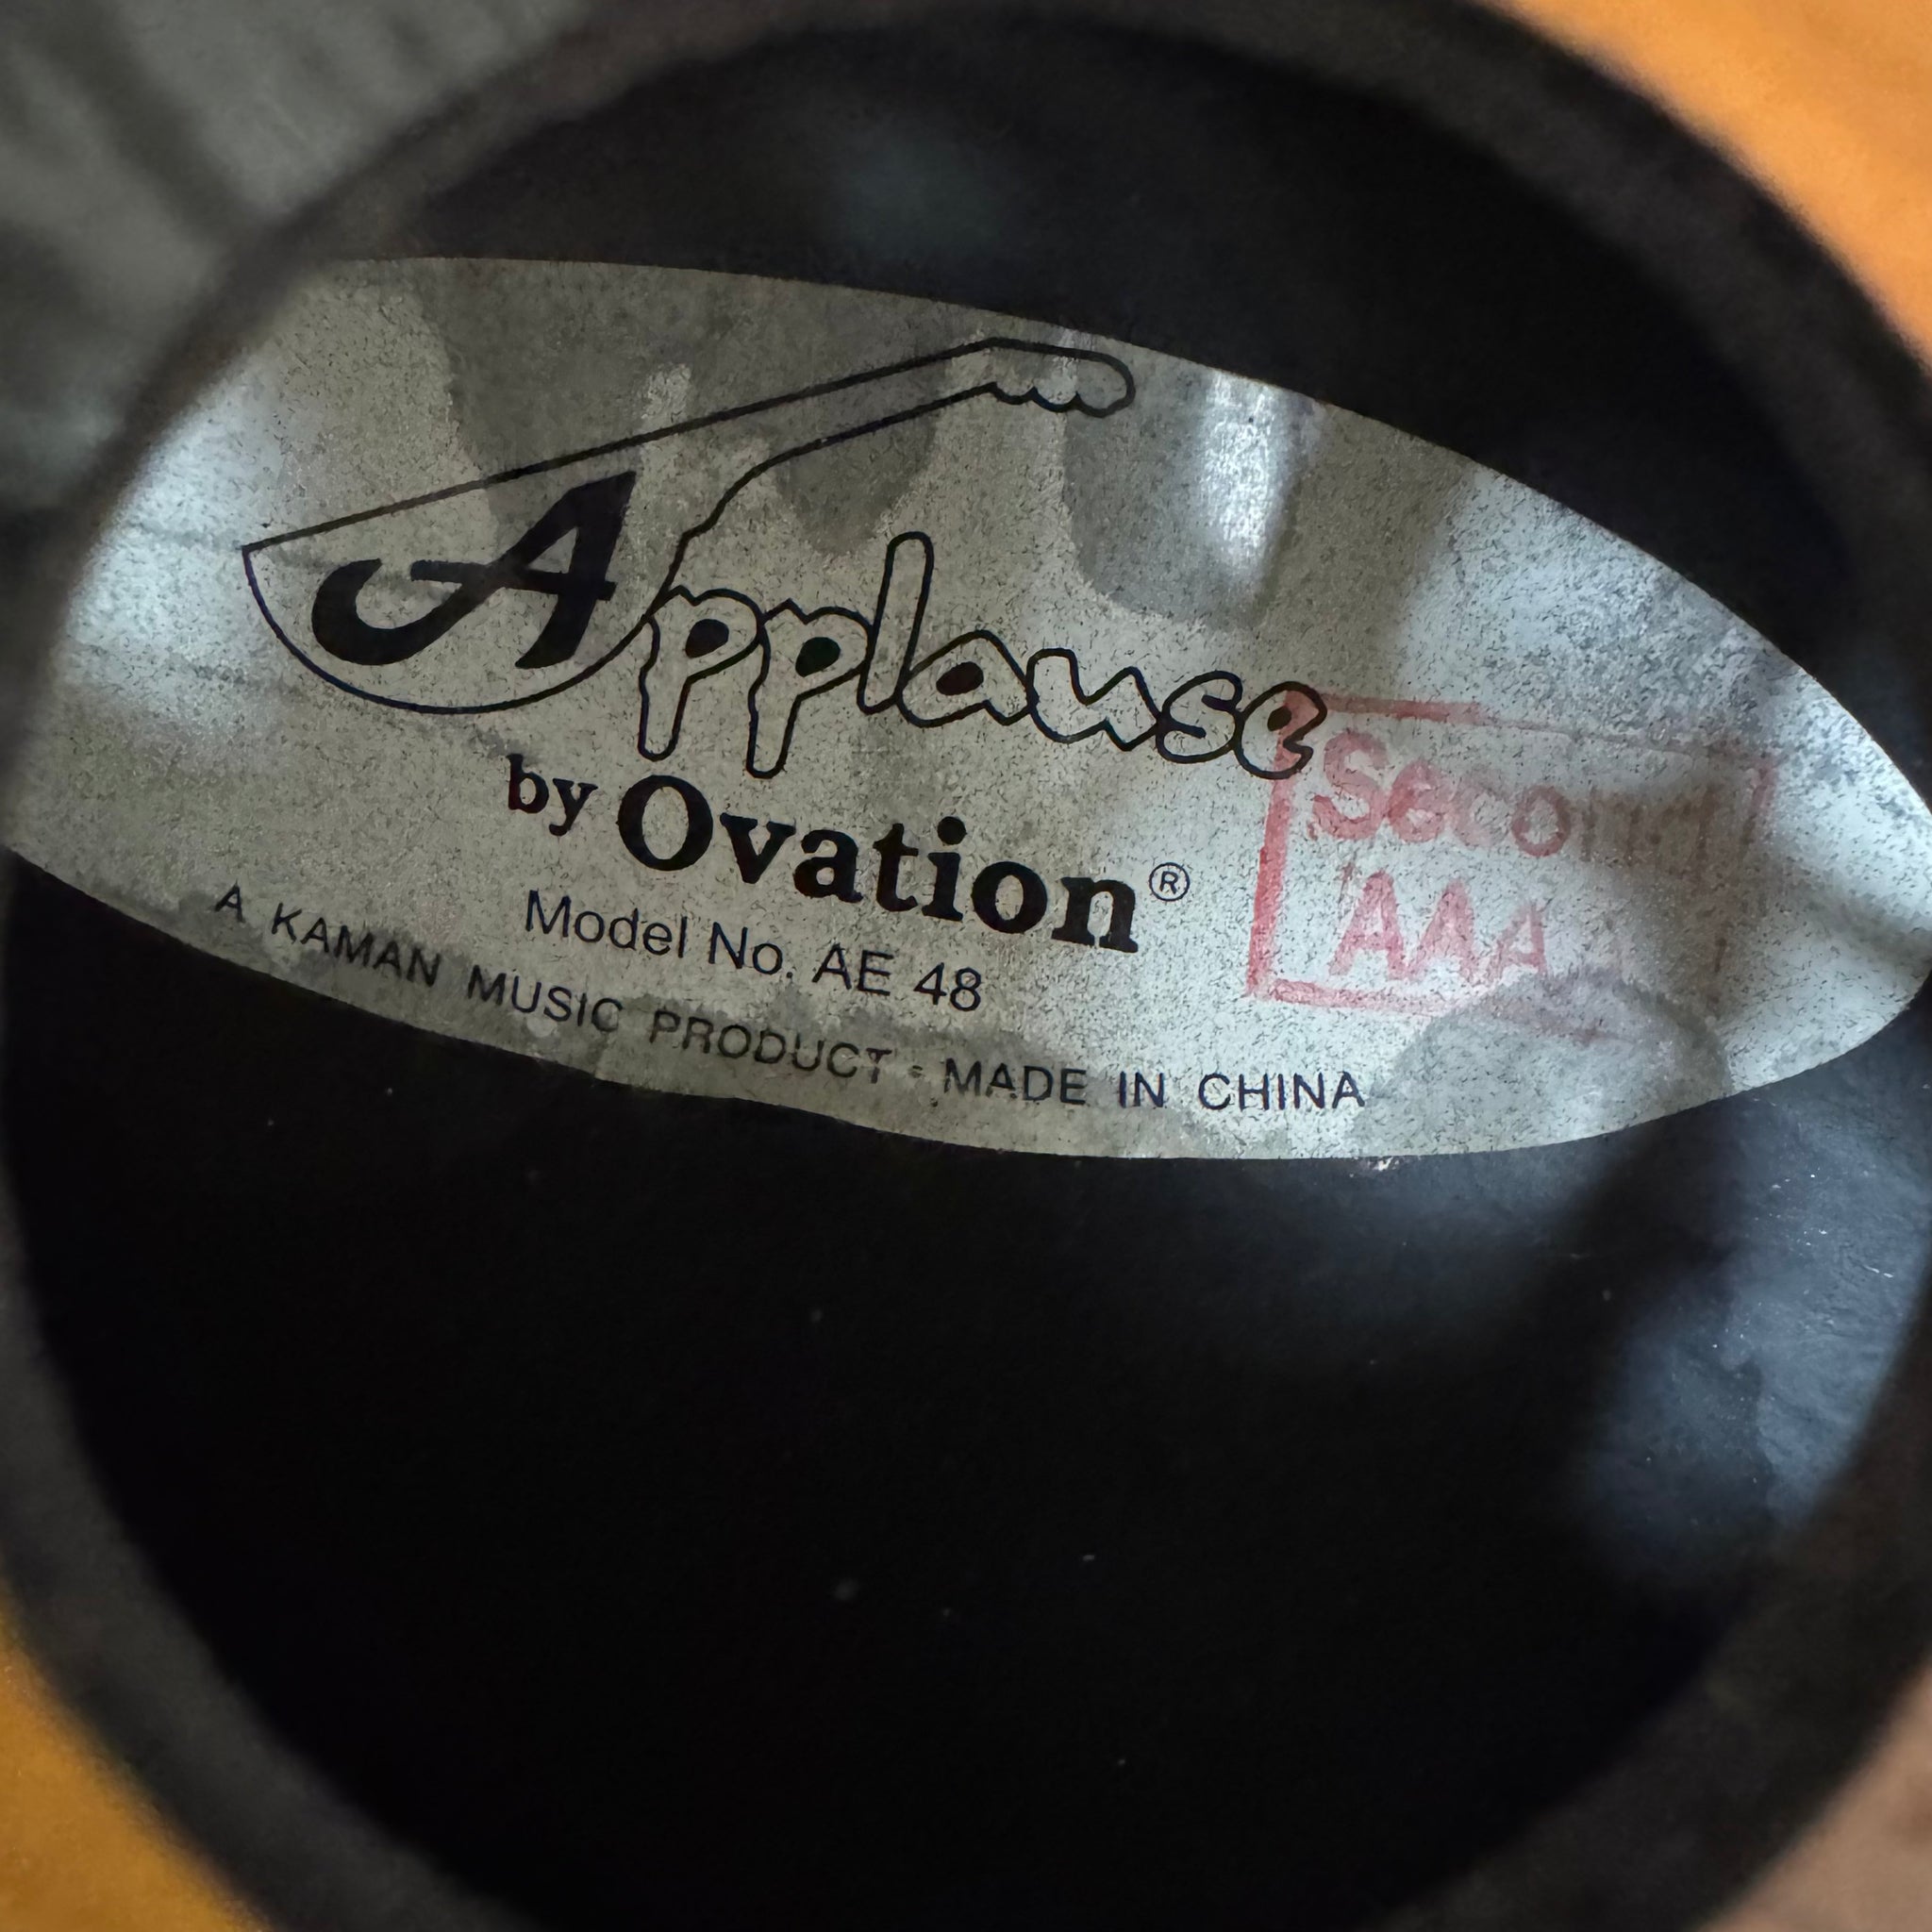 Applause
by Ovation®
Model No. AE 48
A KAMAN MUSIC PRODUCT - MADE IN CHINA
AAA